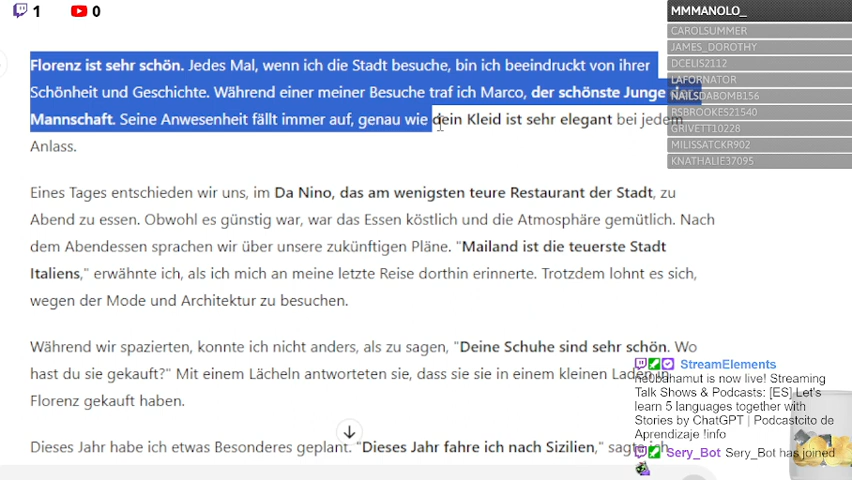 1 0
MMMANOLO_
CAROLSUMMER
JAMES_DOROTHY
DCELIS2112
LAFORNATOR
NAILSDABOMB156
RSBROOKES21540
GRIVETT10228
MILISSATCKR902
KNATHALIE37095
Florenz ist sehr schön. Jedes Mal, wenn ich die Stadt besuche, bin ich beeindruckt von ihrer
Schönheit und Geschichte. Während einer meiner Besuche traf ich Marco, der schönste Junge
Mannschaft. Seine Anwesenheit fällt immer auf, genau wie dein Kleid ist sehr elegant bei jedem
Anlass.
Eines Tages entschieden wir uns, im Da Nino, das am wenigsten teure Restaurant der Stadt, zu
Abend zu essen. Obwohl es günstig war, war das Essen köstlich und die Atmosphäre gemütlich. Nach
dem Abendessen sprachen wir über unsere zukünftigen Pläne. "Mailand ist die teuerste Stadt
Italiens," erwähnte ich, als ich mich an meine letzte Reise dorthin erinnerte. Trotzdem lohnt es sich,
wegen der Mode und Architektur zu besuchen.
Während wir spazierten, konnte ich nicht anders, als zu sagen, "Deine Schuhe sind sehr schön. Wo
hast du sie gekauft?" Mit einem Lächeln antworteten sie, dass sie sie in einem kleinen Laden in
Florenz gekauft haben.
Dieses Jahr habe ich etwas Besonderes geplant. "Dieses Jahr fahre ich nach Sizilien," sagte ich
StreamElements
ne0bahamut is now live! Streaming
Talk Shows & Podcasts: [ES] Let's
learn 5 languages together with
Stories by ChatGPT | Podcastcito de
Aprendizaje !info
Sery_Bot: Sery_Bot has joined